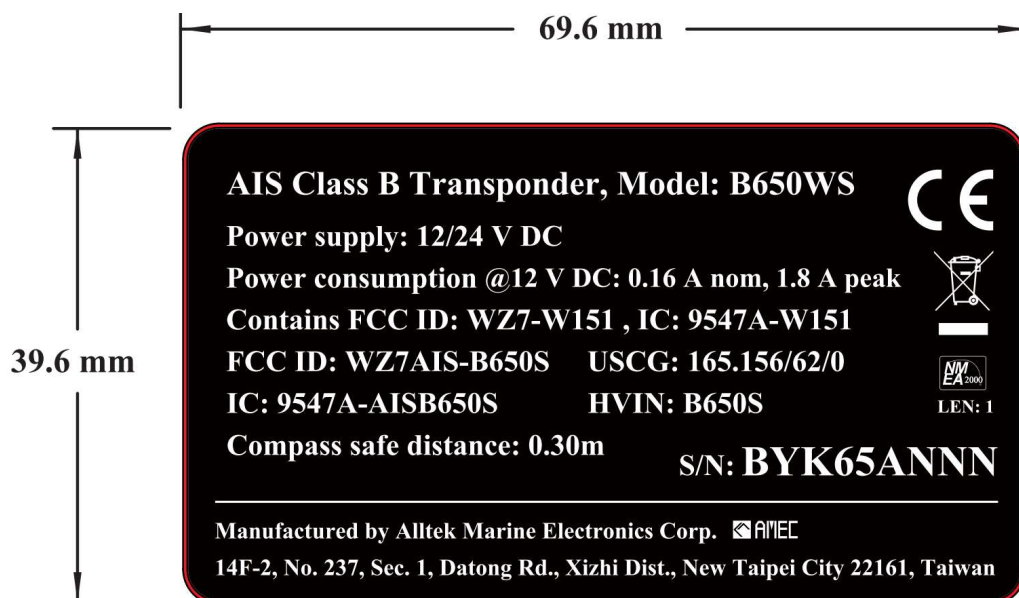 69.6 mm
39.6 mm
AIS Class B Transponder, Model: B650WS
CE
Power supply: 12/24 V DC
Power consumption @12 V DC: 0.16 A nom, 1.8 A peak
Contains FCC ID: WZ7-W151 , IC: 9547A-W151
FCC ID: WZ7AIS-B650S USCG: 165.156/62/0
NMEA 2000
IC: 9547A-AISB650S HVIN: B650S
LEN: 1
Compass safe distance: 0.30m
S/N: BYK65ANNN
Manufactured by Alltek Marine Electronics Corp. AMEC
14F-2, No. 237, Sec. 1, Datong Rd., Xizhi Dist., New Taipei City 22161, Taiwan